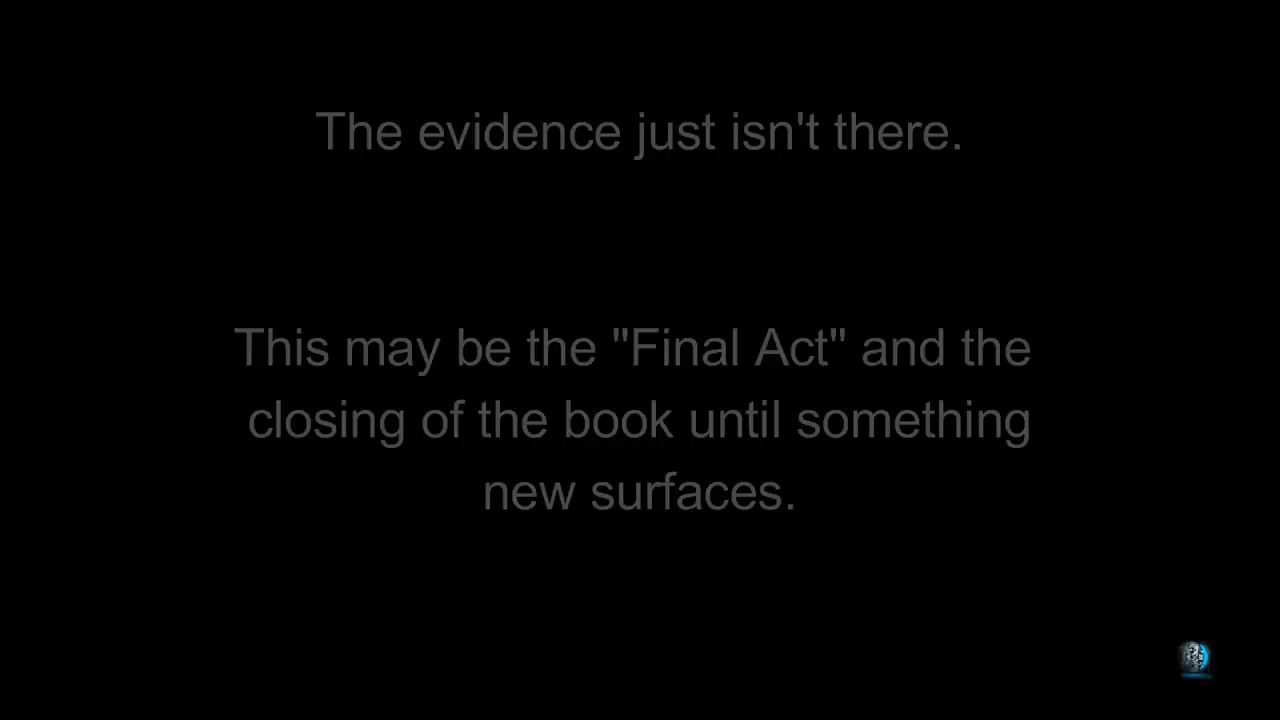 The evidence just isn't there.
This may be the "Final Act" and the
closing of the book until something
new surfaces.